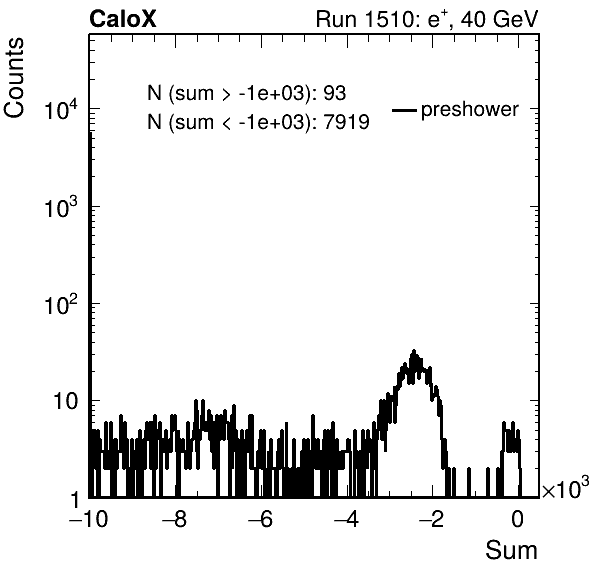 CaloX Run 1510: e⁺, 40 GeV
Counts
N (sum > -1e+03): 93
N (sum < -1e+03): 7919
preshower
10⁴
10³
10²
10
1
−10 −8 −6 −4 −2 0 ×10³
Sum